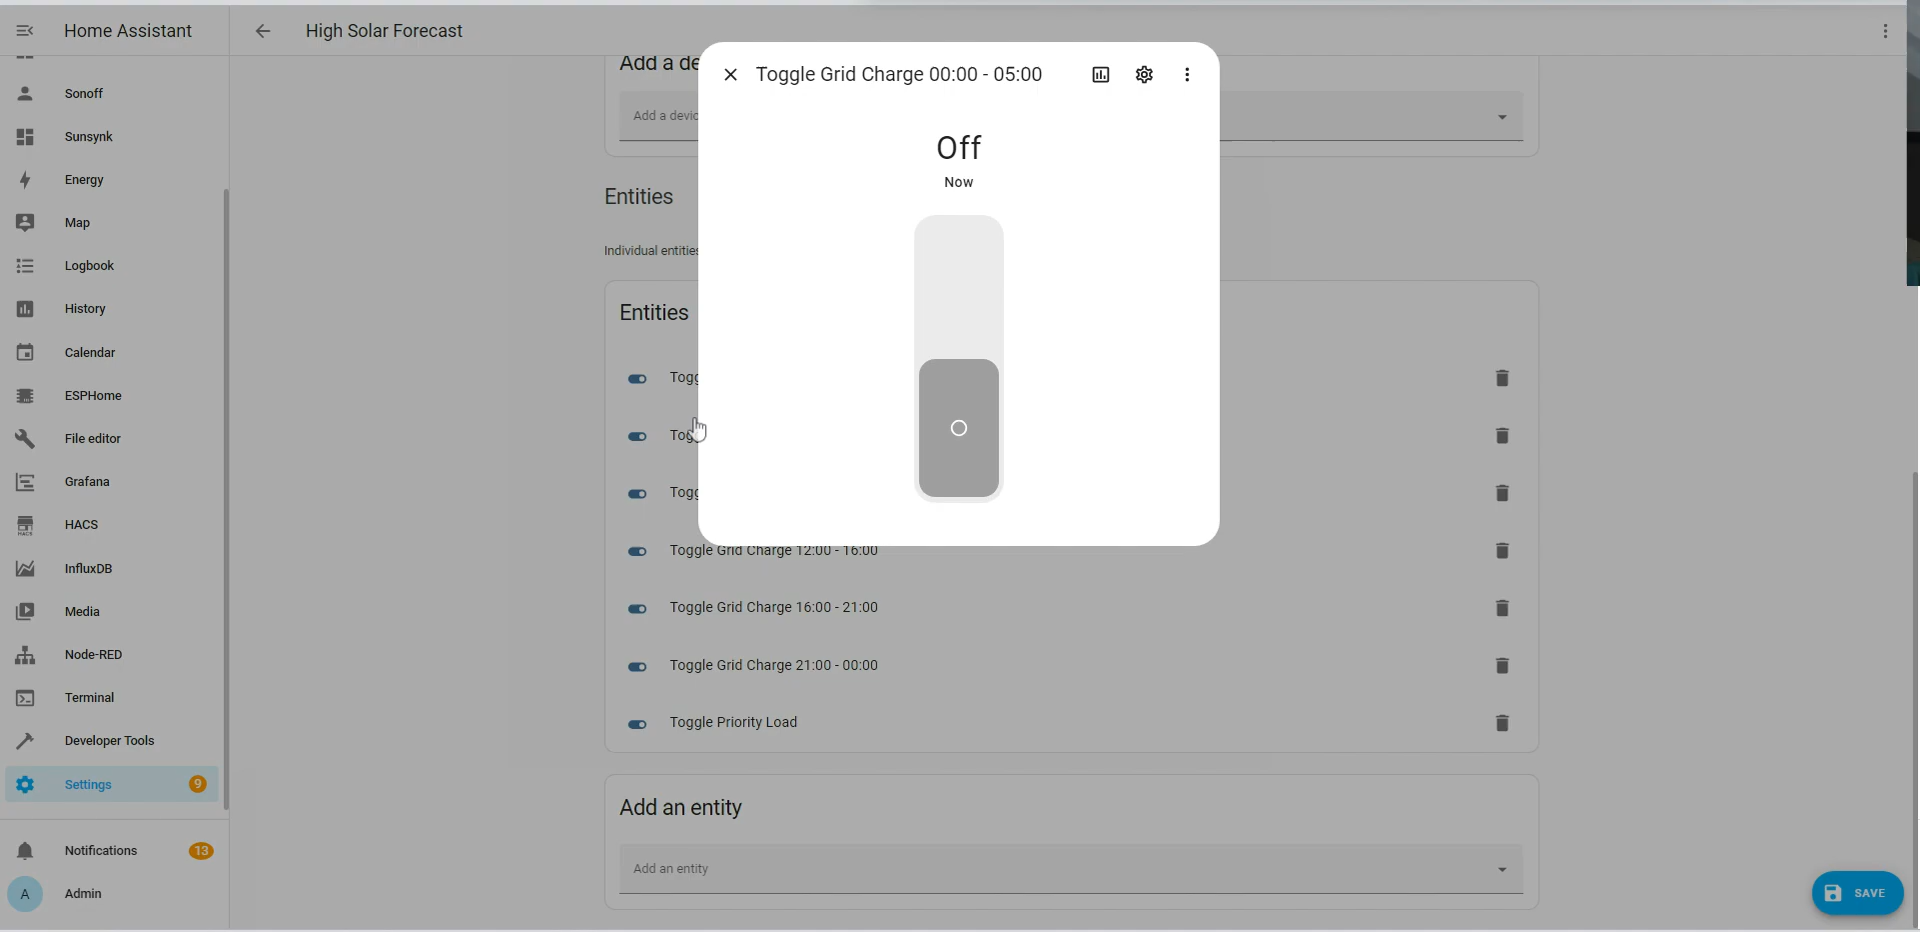 Home Assistant
High Solar Forecast
Sonoff
Sunsynk
Energy
Map
Logbook
History
Calendar
ESPHome
File editor
Grafana
HACS
HACS
InfluxDB
Media
Node-RED
Terminal
Developer Tools
Settings
9
Notifications
13
A
Admin
Add a de
Add a devic
Entities
Individual entities
Entities
Togg
Tog
Togg
Toggle Grid Charge 12:00 - 16:00
Toggle Grid Charge 16:00 - 21:00
Toggle Grid Charge 21:00 - 00:00
Toggle Priority Load
Add an entity
Add an entity
SAVE
Toggle Grid Charge 00:00 - 05:00
Off
Now